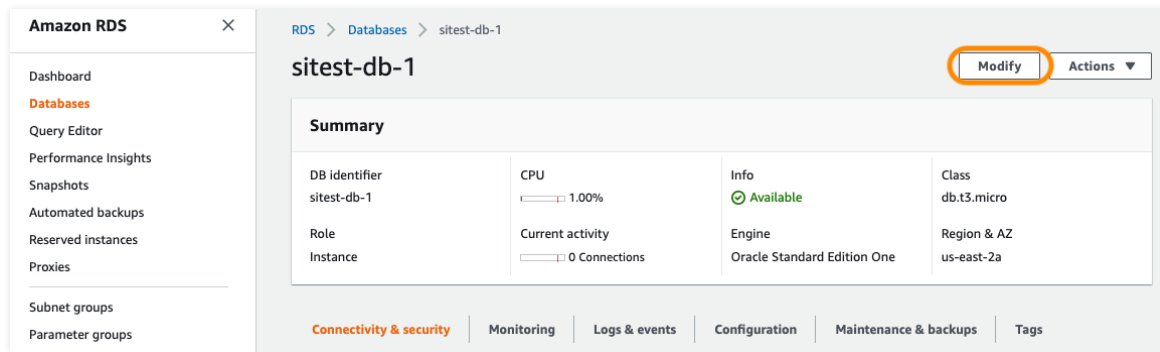 Amazon RDS ×
Dashboard
Databases
Query Editor
Performance Insights
Snapshots
Automated backups
Reserved instances
Proxies
Subnet groups
Parameter groups
RDS > Databases > sitest-db-1
sitest-db-1
Modify Actions ▼
Summary
DB identifier CPU Info Class
sitest-db-1 1.00% Available db.t3.micro
Role Current activity Engine Region & AZ
Instance 0 Connections Oracle Standard Edition One us-east-2a
Connectivity & security Monitoring Logs & events Configuration Maintenance & backups Tags